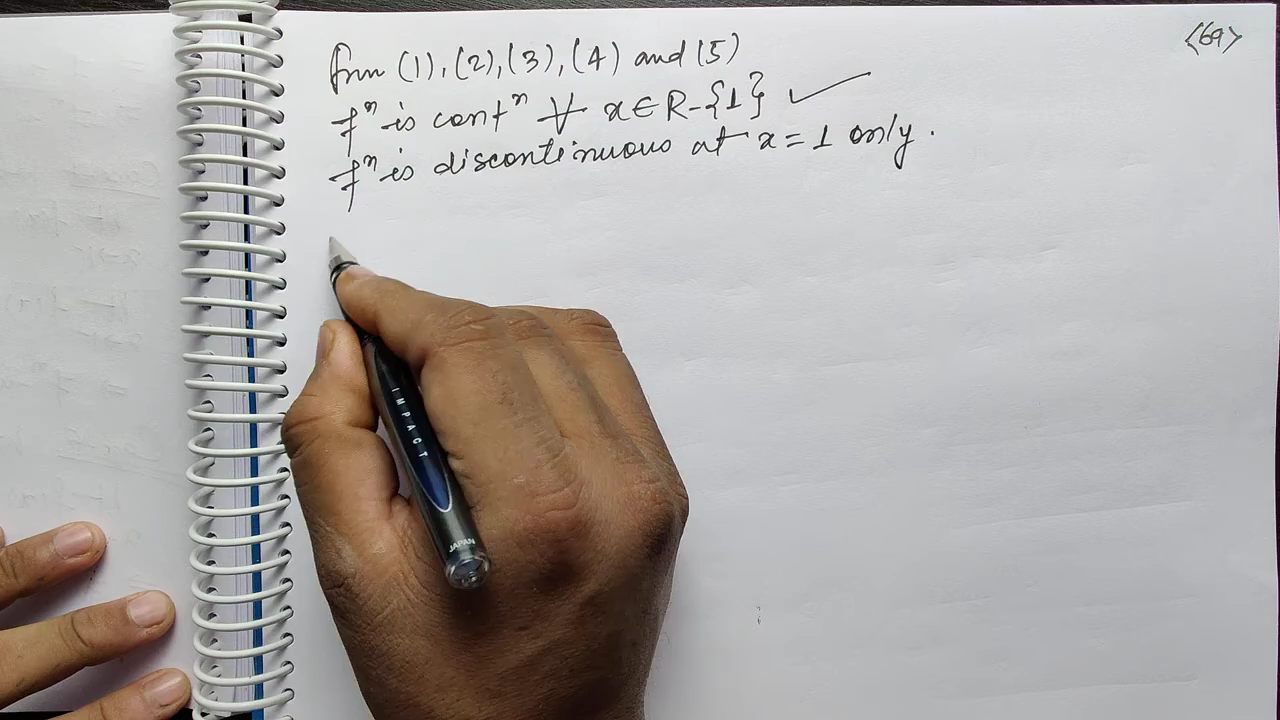 <69>
from (1), (2), (3), (4) and (5)
fⁿ is contⁿ ∀ x ∈ R-{1} ✓
fⁿ is discontinuous at x = 1 only.
IMPACT
JAPAN